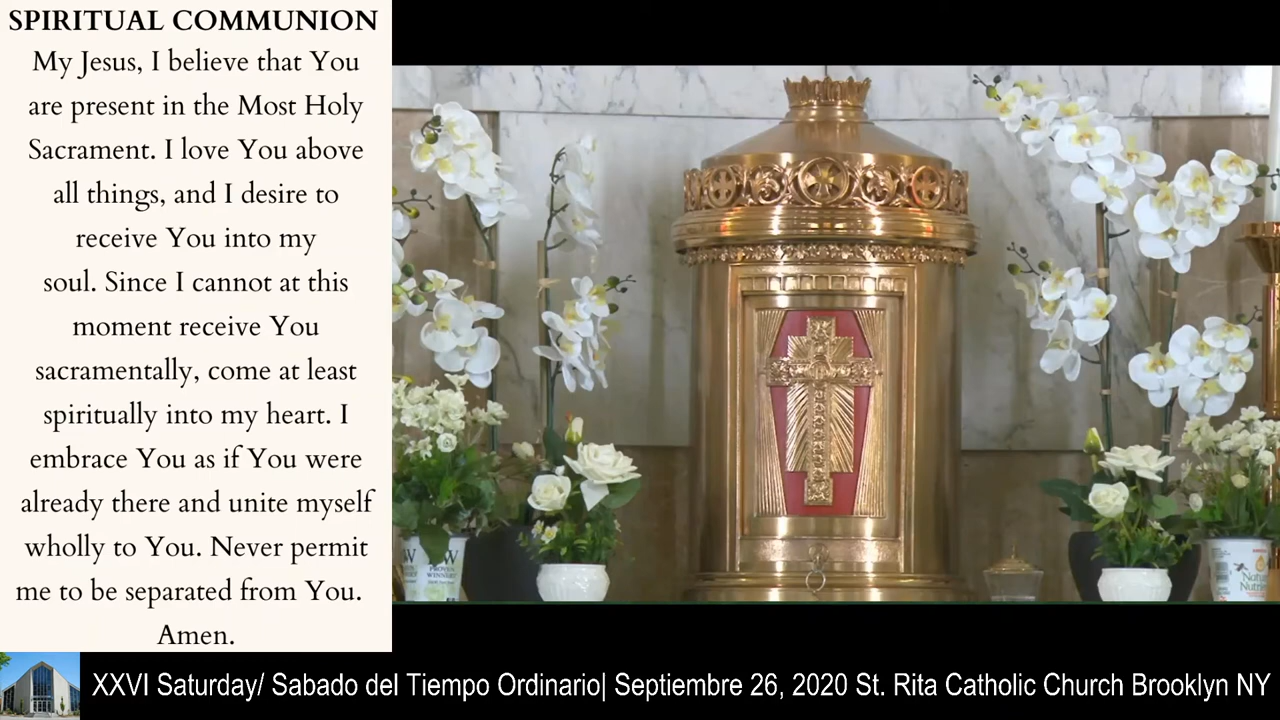 SPIRITUAL COMMUNION
My Jesus, I believe that You
are present in the Most Holy
Sacrament. I love You above
all things, and I desire to
receive You into my
soul. Since I cannot at this
moment receive You
sacramentally, come at least
spiritually into my heart. I
embrace You as if You were
already there and unite myself
wholly to You. Never permit
me to be separated from You.
Amen.
PROVEN
WINNERS
XXVI Saturday/ Sabado del Tiempo Ordinario| Septiembre 26, 2020 St. Rita Catholic Church Brooklyn NY